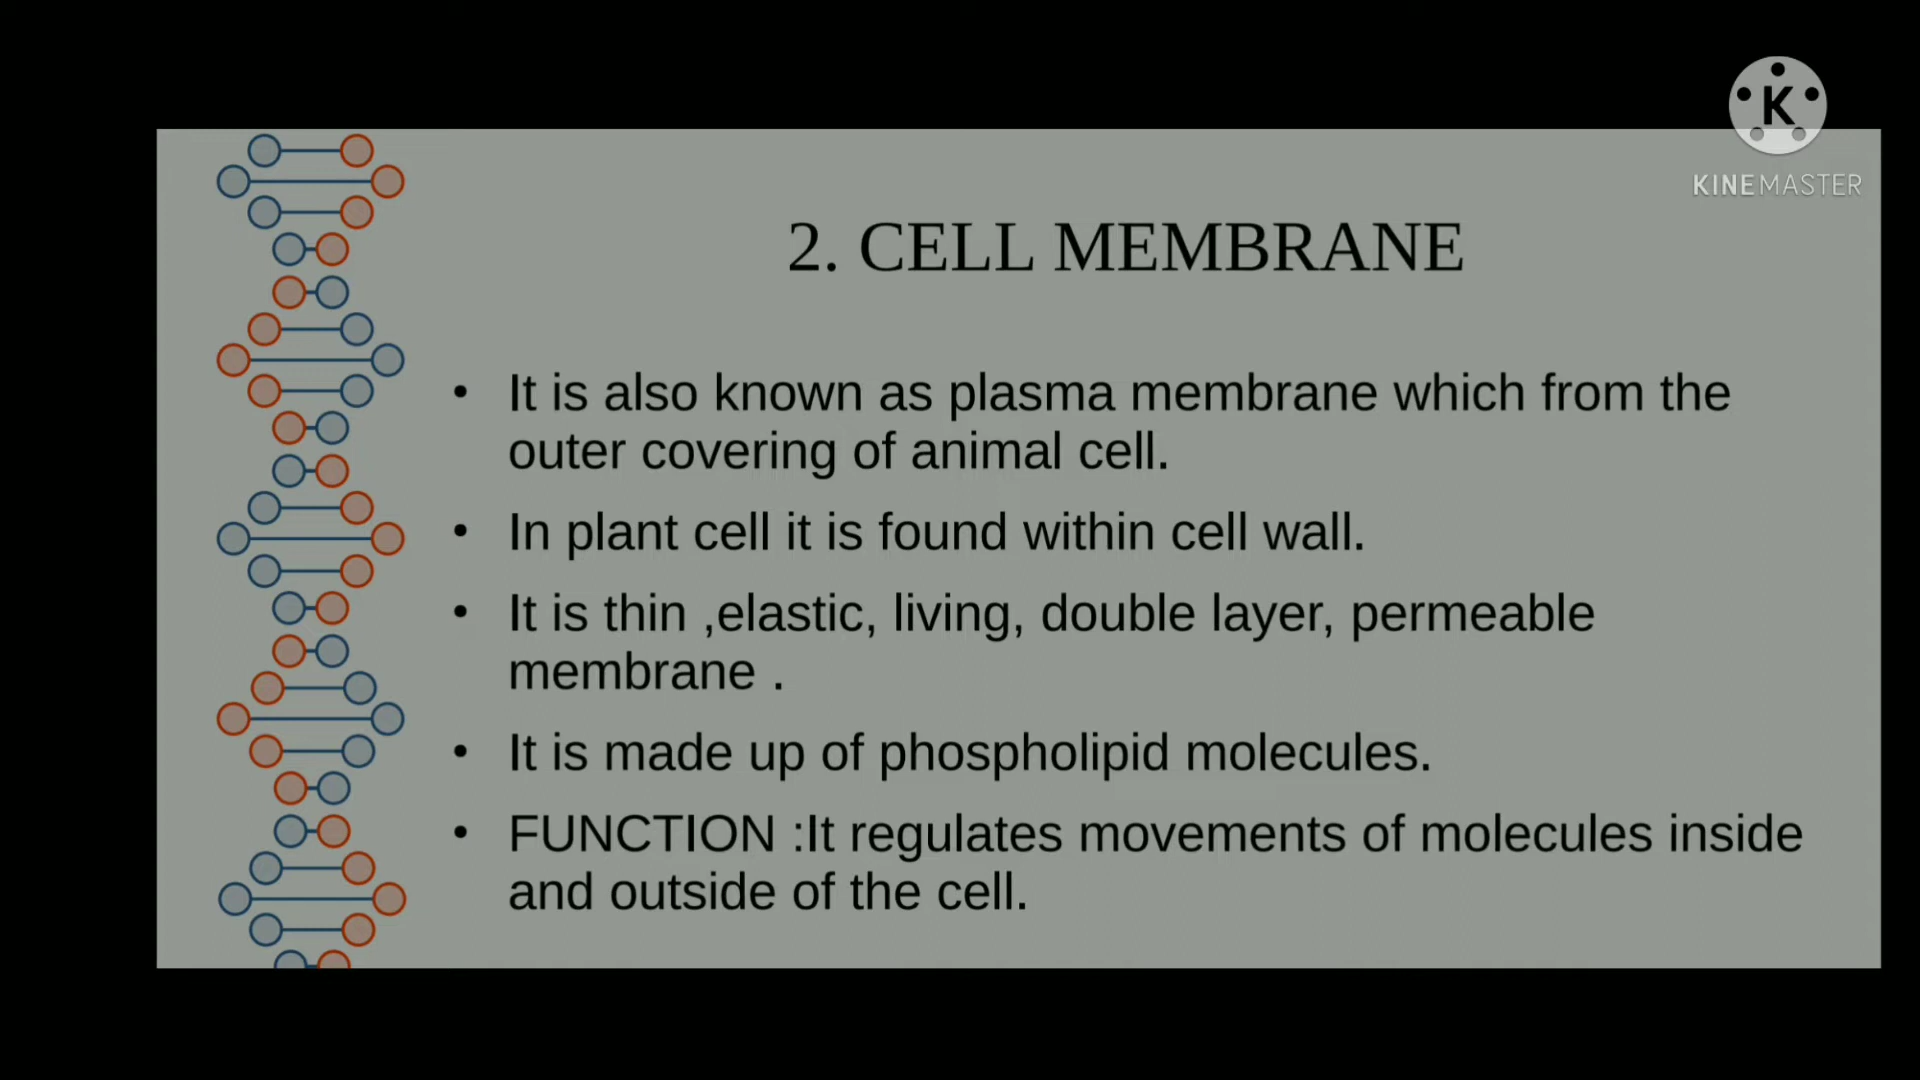 K
KINEMASTER
2. CELL MEMBRANE
• It is also known as plasma membrane which from the
outer covering of animal cell.
• In plant cell it is found within cell wall.
• It is thin ,elastic, living, double layer, permeable
membrane .
• It is made up of phospholipid molecules.
• FUNCTION :It regulates movements of molecules inside
and outside of the cell.